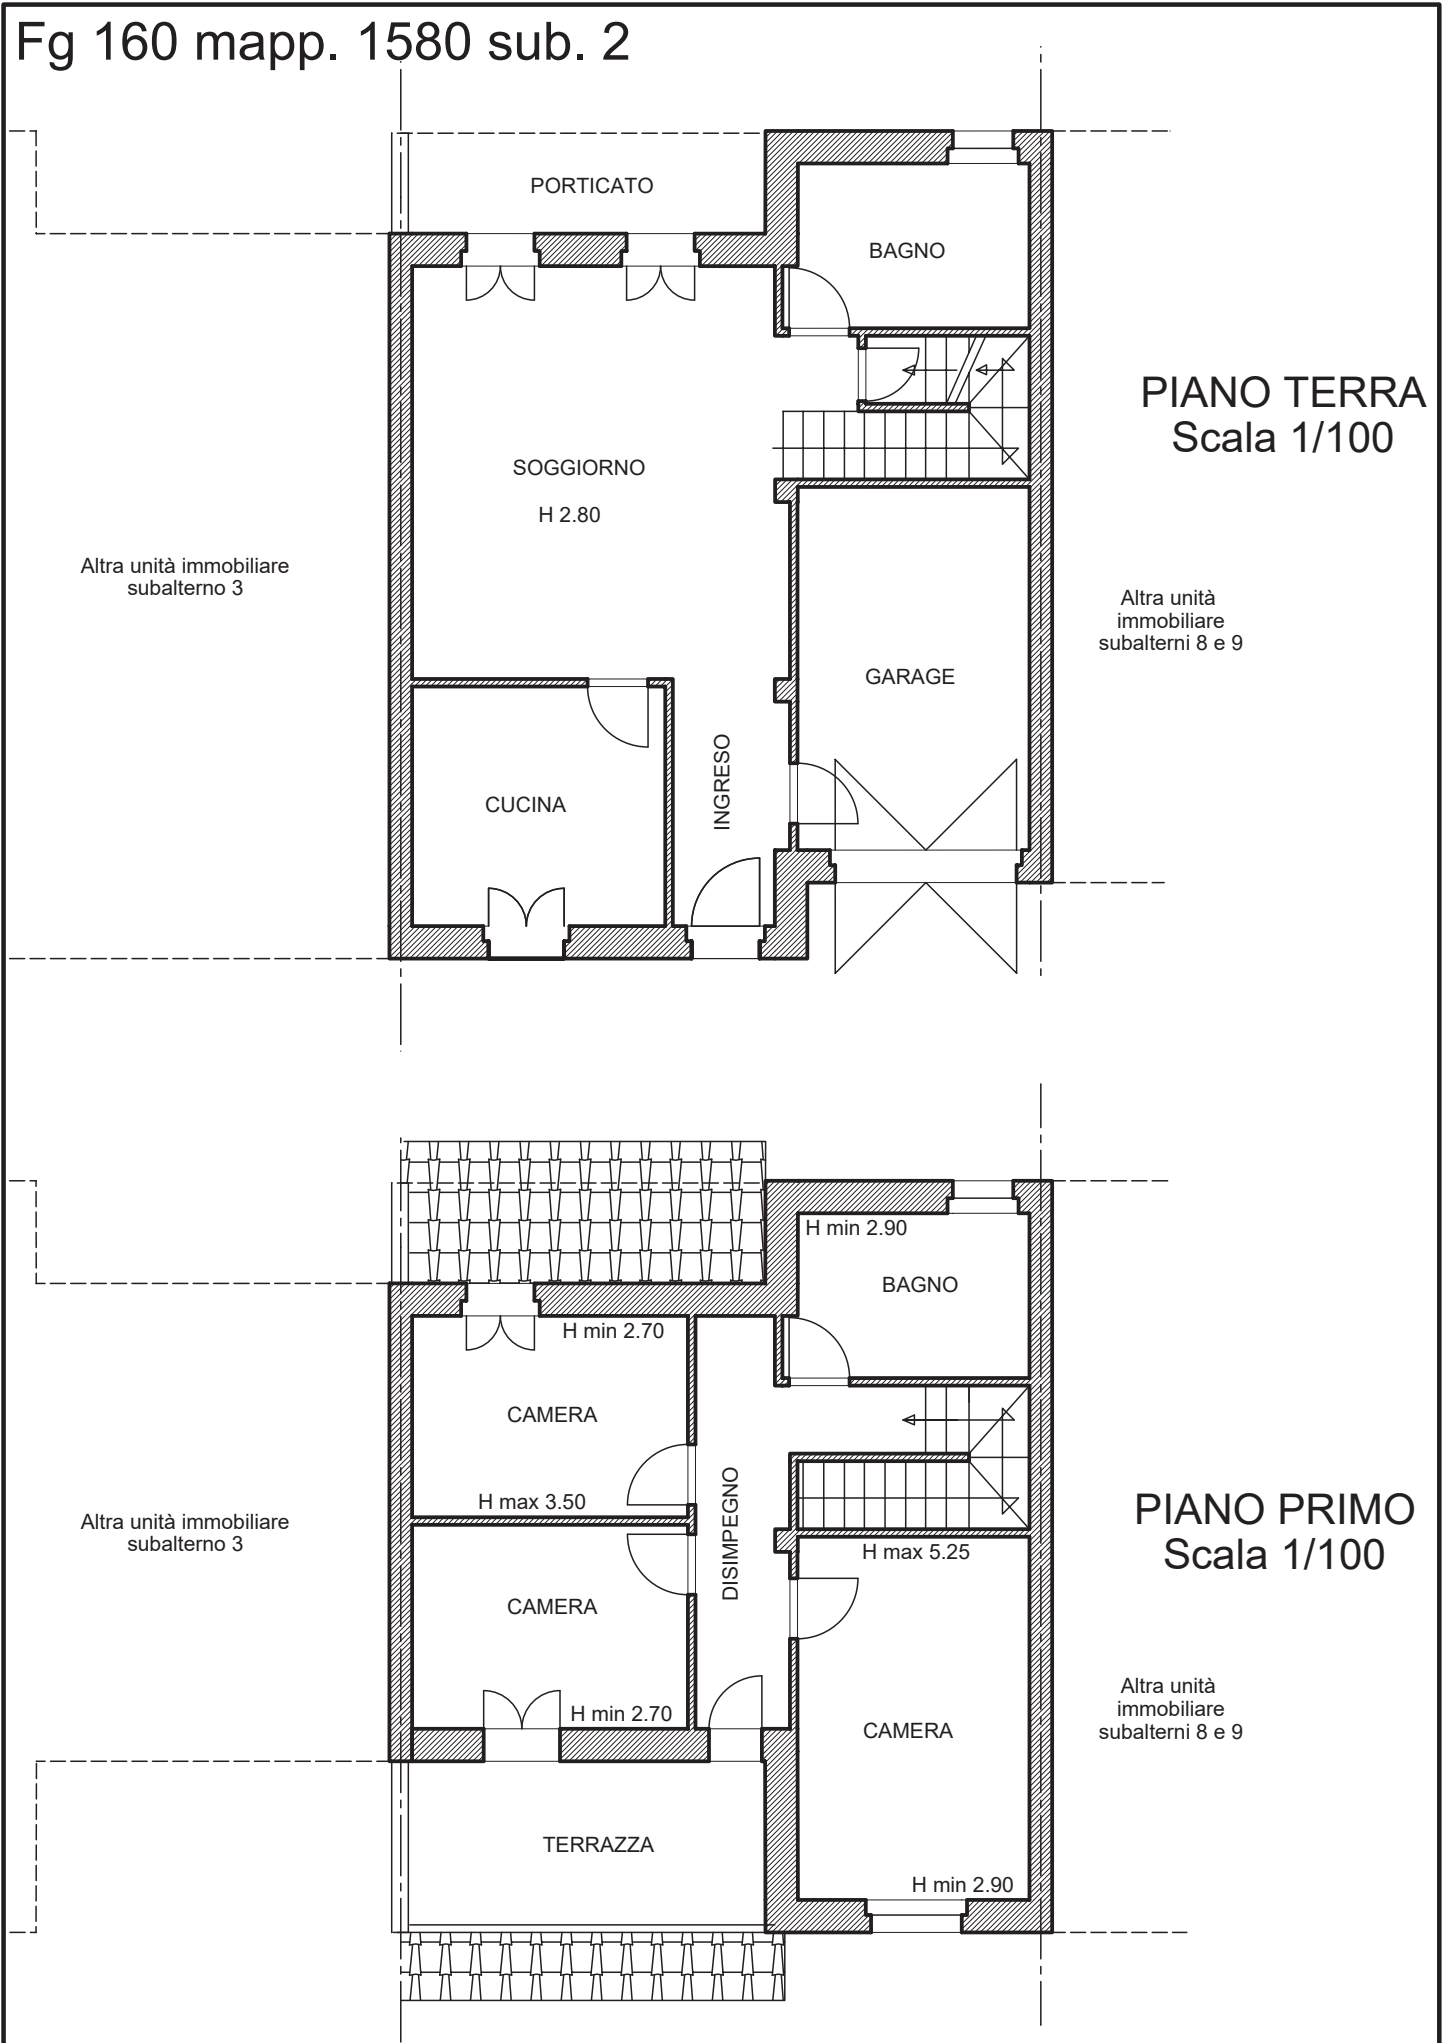 Fg 160 mapp. 1580 sub. 2
PORTICATO
BAGNO
PIANO TERRA
Scala 1/100
SOGGIORNO
H 2.80
Altra unità immobiliare
subalterno 3
Altra unità
immobiliare
subalterni 8 e 9
GARAGE
INGRESO
CUCINA
H min 2.90
BAGNO
H min 2.70
CAMERA
H max 3.50
DISIMPEGNO
PIANO PRIMO
Scala 1/100
Altra unità immobiliare
subalterno 3
H max 5.25
CAMERA
H min 2.70
CAMERA
Altra unità
immobiliare
subalterni 8 e 9
TERRAZZA
H min 2.90